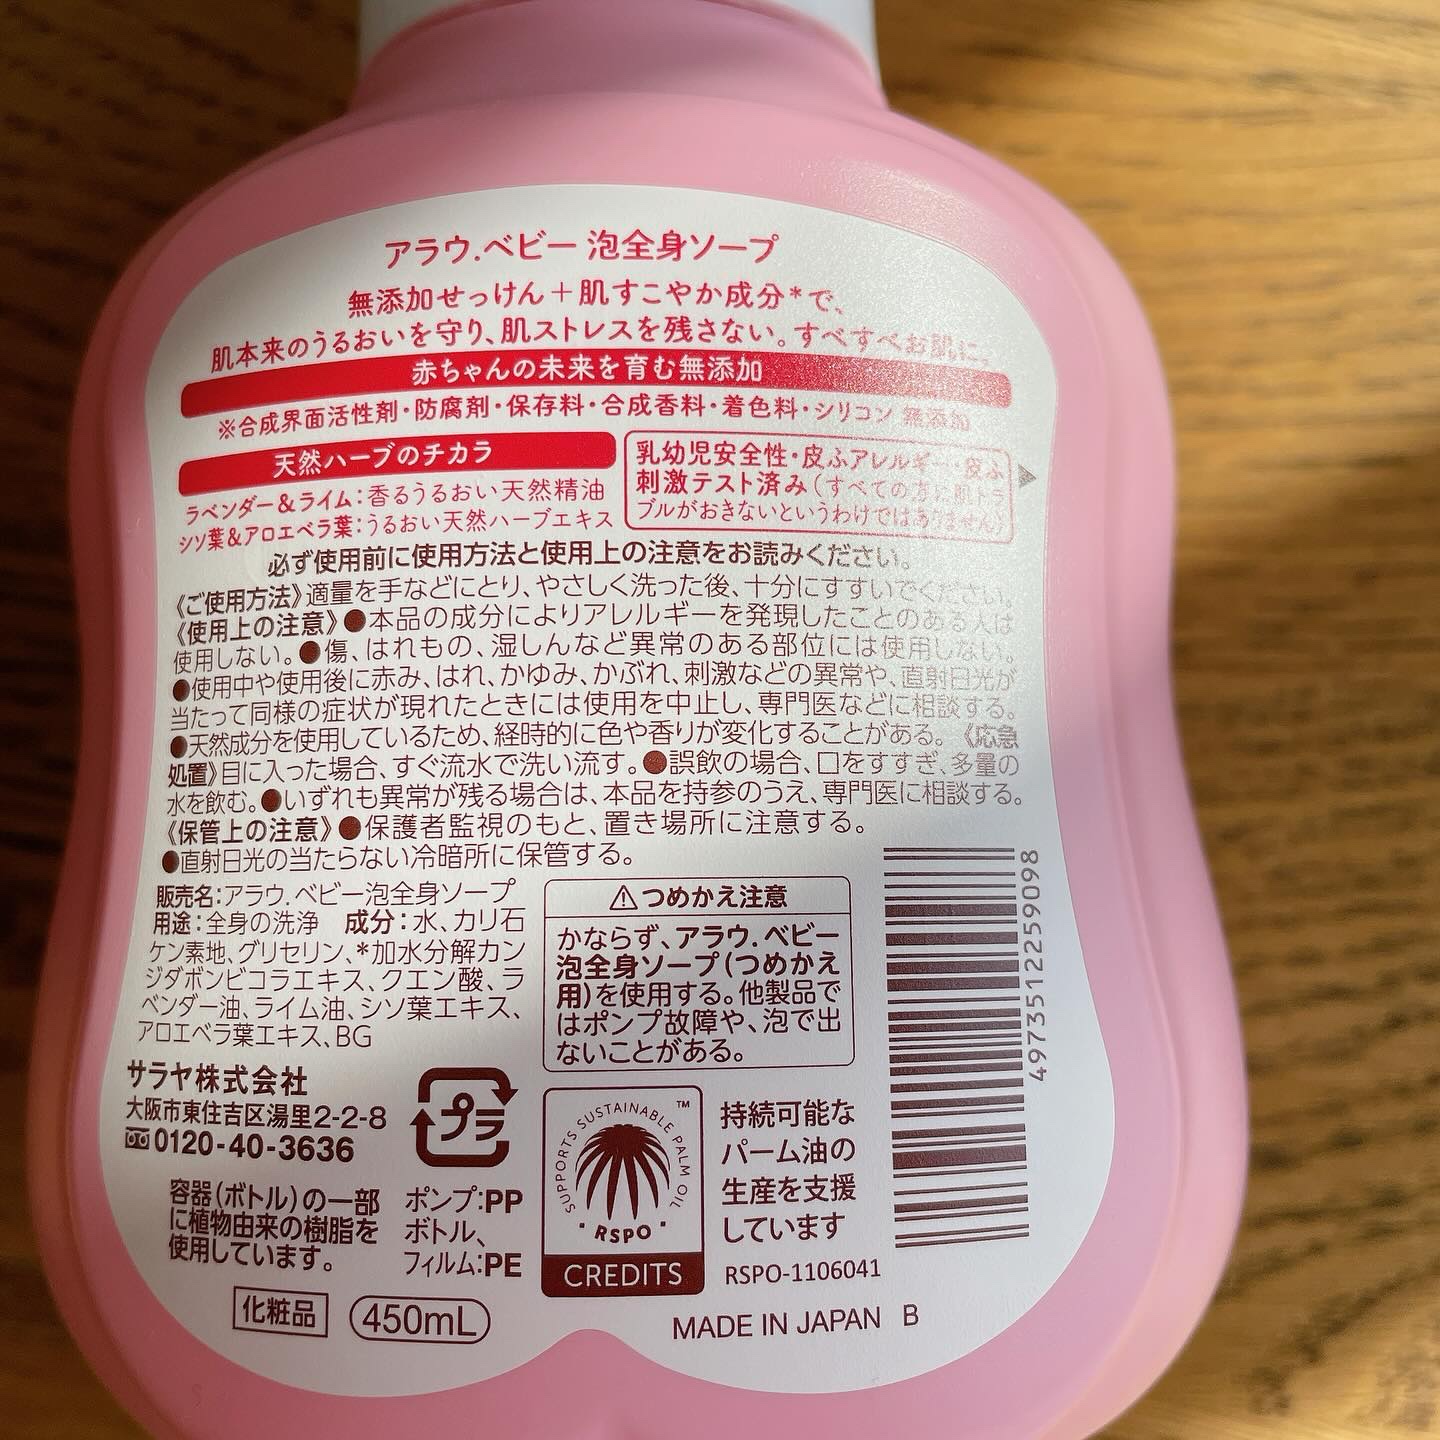 アラウ.ベビー 泡全身ソープ
無添加せっけん＋肌すこやか成分*で、
肌本来のうるおいを守り、肌ストレスを残さない。すべすべお肌に。
赤ちゃんの未来を育む無添加
※合成界面活性剤・防腐剤・保存料・合成香料・着色料・シリコン 無添加
天然ハーブのチカラ
ラベンダー&ライム：香るうるおい天然精油
シソ葉&アロエベラ葉：うるおい天然ハーブエキス
乳幼児安全性・皮ふアレルギー・皮ふ
刺激テスト済み（すべての方に肌トラ
ブルがおきないというわけではありません）
必ず使用前に使用方法と使用上の注意をお読みください。
《ご使用方法》適量を手などにとり、やさしく洗った後、十分にすすいでください。
《使用上の注意》●本品の成分によりアレルギーを発現したことのある人は
使用しない。●傷、はれもの、湿しんなど異常のある部位には使用しない。
●使用中や使用後に赤み、はれ、かゆみ、かぶれ、刺激などの異常や、直射日光が
当たって同様の症状が現れたときには使用を中止し、専門医などに相談する。
●天然成分を使用しているため、経時的に色や香りが変化することがある。《応急
処置》目に入った場合、すぐ流水で洗い流す。●誤飲の場合、口をすすぎ、多量の
水を飲む。●いずれも異常が残る場合は、本品を持参のうえ、専門医に相談する。
《保管上の注意》●保護者監視のもと、置き場所に注意する。
●直射日光の当たらない冷暗所に保管する。
販売名：アラウ.ベビー泡全身ソープ
用途：全身の洗浄 成分：水、カリ石
ケン素地、グリセリン、*加水分解カン
ジダボンビコラエキス、クエン酸、ラ
ベンダー油、ライム油、シソ葉エキス、
アロエベラ葉エキス、BG
⚠つめかえ注意
かならず、アラウ.ベビー
泡全身ソープ（つめかえ
用）を使用する。他製品で
はポンプ故障や、泡で出
ないことがある。
4973512259098
サラヤ株式会社
大阪市東住吉区湯里2-2-8
0120-40-3636
プラ
容器（ボトル）の一部
に植物由来の樹脂を
使用しています。
ポンプ：PP
ボトル、
フィルム：PE
SUPPORTS SUSTAINABLE PALM OIL ™
・RSPO・
CREDITS
持続可能な
パーム油の
生産を支援
しています
RSPO-1106041
化粧品 450mL
MADE IN JAPAN B